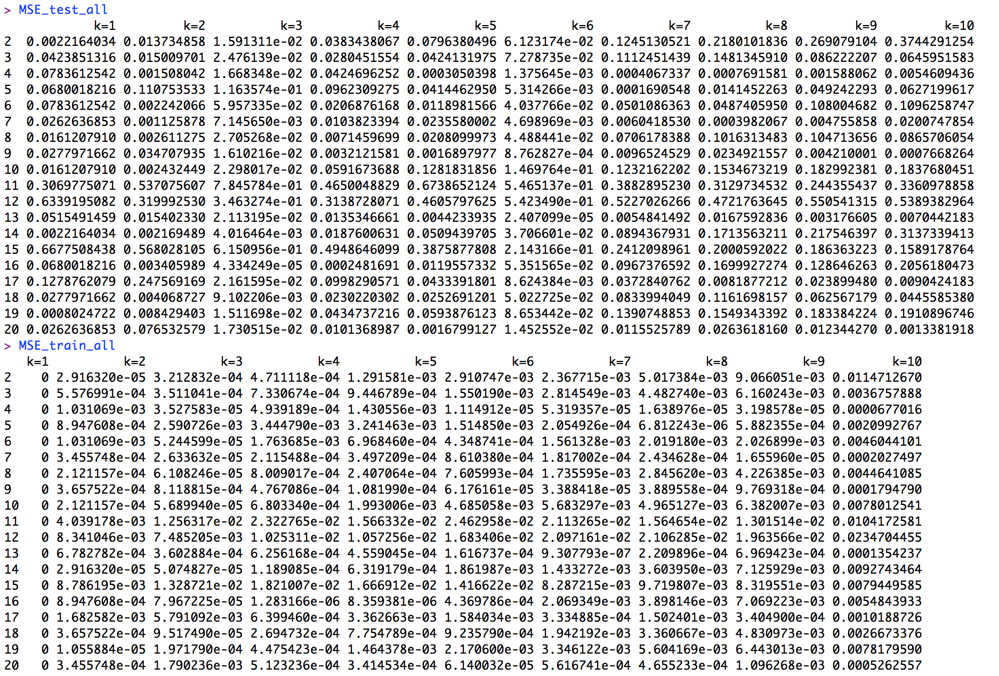 > MSE_test_all
k=1 k=2 k=3 k=4 k=5 k=6 k=7 k=8 k=9 k=10
2 0.0022164034 0.013734858 1.591311e-02 0.0383438067 0.0796380496 6.123174e-02 0.1245130521 0.2180101836 0.269079104 0.3744291254
3 0.0423851316 0.015009701 2.476139e-02 0.0280451554 0.0424131975 7.278735e-02 0.1112451439 0.1481345910 0.086222207 0.0645951583
4 0.0783612542 0.001508042 1.668348e-02 0.0424696252 0.0003050398 1.375645e-03 0.0004067337 0.0007691581 0.001588062 0.0054609436
5 0.0680018216 0.110753533 1.163574e-01 0.0962309275 0.0414462950 5.314266e-03 0.0001690548 0.0141452263 0.049242293 0.0627199617
6 0.0783612542 0.002242066 5.957335e-02 0.0206876168 0.0118981566 4.037766e-02 0.0501086363 0.0487405950 0.108004682 0.1096258747
7 0.0262636853 0.001125878 7.145650e-03 0.0103823394 0.0235580002 4.698969e-03 0.0060418530 0.0003982067 0.004755858 0.0200747854
8 0.0161207910 0.002611275 2.705268e-02 0.0071459699 0.0208099973 4.488441e-02 0.0706178388 0.1016313483 0.104713656 0.0865706054
9 0.0277971662 0.034707935 1.610216e-02 0.0032121581 0.0016897977 8.762827e-04 0.0096524529 0.0234921557 0.004210001 0.0007668264
10 0.0161207910 0.002432449 2.298017e-02 0.0591673688 0.1281831856 1.469764e-01 0.1232162202 0.1534673219 0.182992381 0.1837680451
11 0.3069775071 0.537075607 7.845784e-01 0.4650048829 0.6738652124 5.465137e-01 0.3882895230 0.3129734532 0.244355437 0.3360978858
12 0.6339195082 0.319992530 3.463274e-01 0.3138728071 0.4605797625 5.423490e-01 0.5227026266 0.4721763645 0.550541315 0.5389382964
13 0.0515491459 0.015402330 2.113195e-02 0.0135346661 0.0044233935 2.407099e-05 0.0054841492 0.0167592836 0.003176605 0.0070442183
14 0.0022164034 0.002169489 4.016464e-03 0.0187600631 0.0509439705 3.706601e-02 0.0894367931 0.1713563211 0.217546397 0.3137339413
15 0.6677508438 0.568028105 6.150956e-01 0.4948646099 0.3875877808 2.143166e-01 0.2412098961 0.2000592022 0.186363223 0.1589178764
16 0.0680018216 0.003405989 4.334249e-05 0.0002481691 0.0119557332 5.351565e-02 0.0967376592 0.1699927274 0.128646263 0.2056180473
17 0.1278762079 0.247569169 2.161595e-02 0.0998290571 0.0433391801 8.624384e-03 0.0372840762 0.0081877212 0.023899480 0.0090424183
18 0.0277971662 0.004068727 9.102206e-03 0.0230220302 0.0252691201 5.022725e-02 0.0833994049 0.1161698157 0.062567179 0.0445585380
19 0.0008024722 0.008429403 1.511698e-02 0.0434737216 0.0593876123 8.653442e-02 0.1390748853 0.1549343392 0.183384224 0.1910896746
20 0.0262636853 0.076532579 1.730515e-02 0.0101368987 0.0016799127 1.452552e-02 0.0115525789 0.0263618160 0.012344270 0.0013381918
> MSE_train_all
k=1 k=2 k=3 k=4 k=5 k=6 k=7 k=8 k=9 k=10
2 0 2.916320e-05 3.212832e-04 4.711118e-04 1.291581e-03 2.910747e-03 2.367715e-03 5.017384e-03 9.066051e-03 0.0114712670
3 0 5.576991e-04 3.511041e-04 7.330674e-04 9.446789e-04 1.550190e-03 2.814549e-03 4.482740e-03 6.160243e-03 0.0036757888
4 0 1.031069e-03 3.527583e-05 4.939189e-04 1.430556e-03 1.114912e-05 5.319357e-05 1.638976e-05 3.198578e-05 0.0000677016
5 0 8.947608e-04 2.590726e-03 3.444790e-03 3.241463e-03 1.514850e-03 2.054926e-04 6.812243e-06 5.882355e-04 0.0020992767
6 0 1.031069e-03 5.244599e-05 1.763685e-03 6.968460e-04 4.348741e-04 1.561328e-03 2.019180e-03 2.026899e-03 0.0046044101
7 0 3.455748e-04 2.633632e-05 2.115488e-04 3.497209e-04 8.610380e-04 1.817002e-04 2.434628e-04 1.655960e-05 0.0002027497
8 0 2.121157e-04 6.108246e-05 8.009017e-04 2.407064e-04 7.605993e-04 1.735595e-03 2.845620e-03 4.226385e-03 0.0044641085
9 0 3.657522e-04 8.118815e-04 4.767086e-04 1.081990e-04 6.176161e-05 3.388418e-05 3.889558e-04 9.769318e-04 0.0001794790
10 0 2.121157e-04 5.689940e-05 6.803340e-04 1.993006e-03 4.685058e-03 5.683297e-03 4.965127e-03 6.382007e-03 0.0078012541
11 0 4.039178e-03 1.256317e-02 2.322765e-02 1.566332e-02 2.462958e-02 2.113265e-02 1.564654e-02 1.301514e-02 0.0104172581
12 0 8.341046e-03 7.485205e-03 1.025311e-02 1.057256e-02 1.683406e-02 2.097161e-02 2.106285e-02 1.963566e-02 0.0234704455
13 0 6.782782e-04 3.602884e-04 6.256168e-04 4.559045e-04 1.616737e-04 9.307793e-07 2.209896e-04 6.969423e-04 0.0001354237
14 0 2.916320e-05 5.074827e-05 1.189085e-04 6.319179e-04 1.861987e-03 1.433272e-03 3.603950e-03 7.125929e-03 0.0092743464
15 0 8.786195e-03 1.328721e-02 1.821007e-02 1.666912e-02 1.416622e-02 8.287215e-03 9.719807e-03 8.319551e-03 0.0079449585
16 0 8.947608e-04 7.967225e-05 1.283166e-06 8.359381e-06 4.369786e-04 2.069349e-03 3.898146e-03 7.069223e-03 0.0054843933
17 0 1.682582e-03 5.791092e-03 6.399460e-04 3.362663e-03 1.584034e-03 3.334885e-04 1.502401e-03 3.404900e-04 0.0010188726
18 0 3.657522e-04 9.517490e-05 2.694732e-04 7.754789e-04 9.235790e-04 1.942192e-03 3.360667e-03 4.830973e-03 0.0026673376
19 0 1.055884e-05 1.971790e-04 4.475423e-04 1.464378e-03 2.170600e-03 3.346122e-03 5.604169e-03 6.443013e-03 0.0078179590
20 0 3.455748e-04 1.790236e-03 5.123236e-04 3.414534e-04 6.140032e-05 5.616741e-04 4.655233e-04 1.096268e-03 0.0005262557